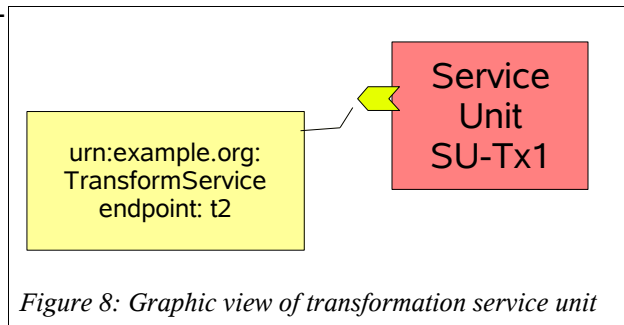 Service
Unit
SU-Tx1
urn:example.org:
TransformService
endpoint: t2
Figure 8: Graphic view of transformation service unit